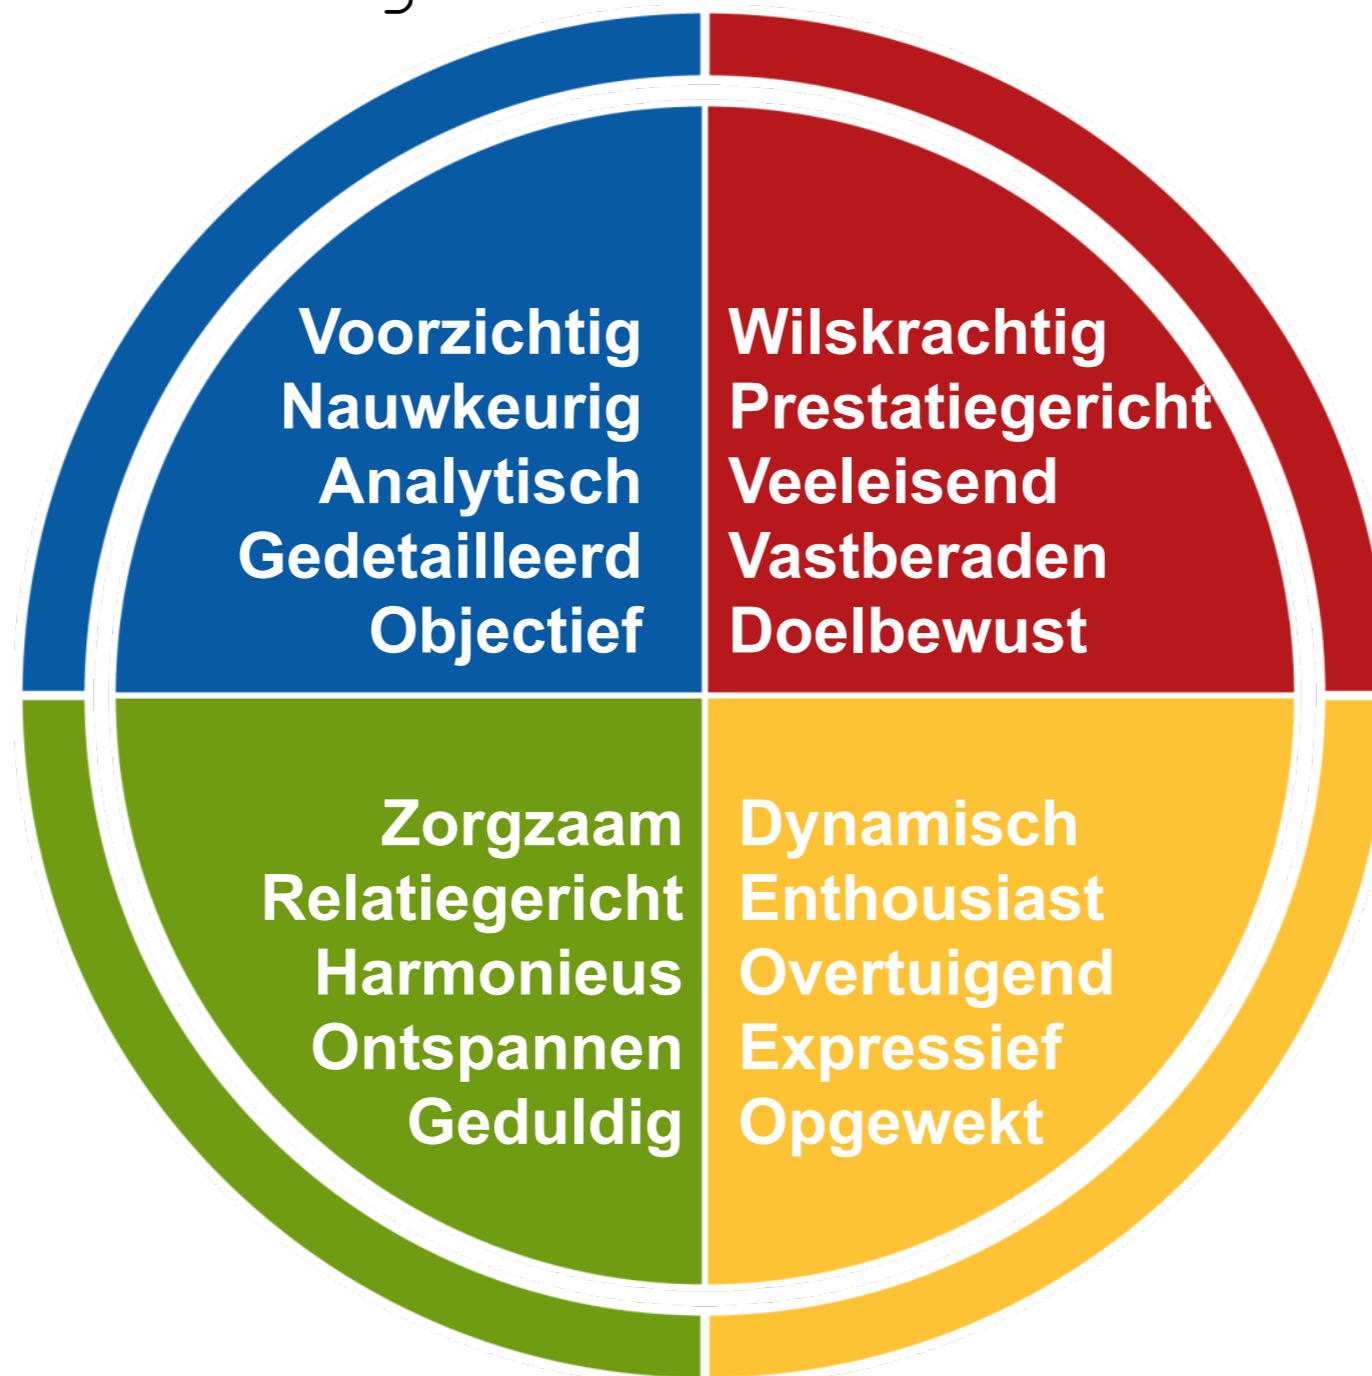 Voorzichtig
Nauwkeurig
Analytisch
Gedetailleerd
Objectief
Wilskrachtig
Prestatiegericht
Veeleisend
Vastberaden
Doelbewust
Zorgzaam
Relatiegericht
Harmonieus
Ontspannen
Geduldig
Dynamisch
Enthousiast
Overtuigend
Expressief
Opgewekt